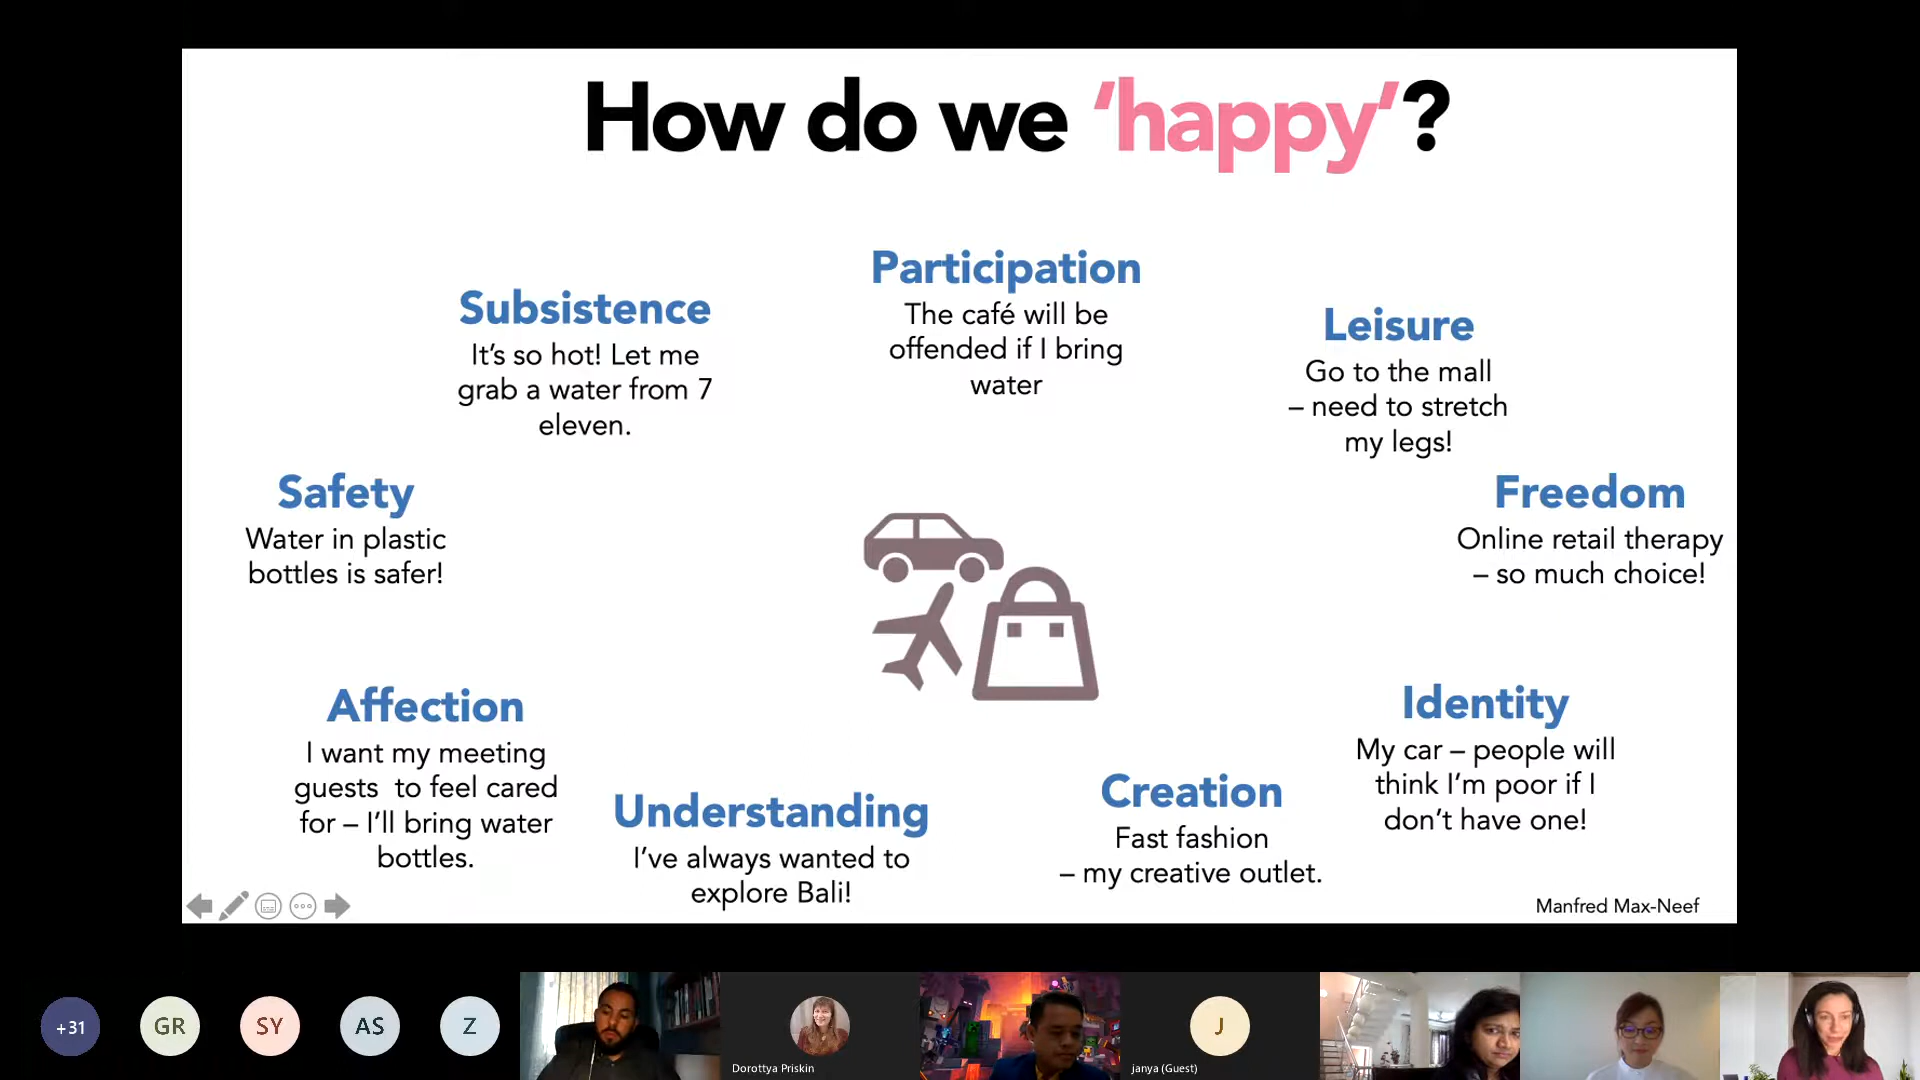 How do we ‘happy’?
Participation
The café will be
offended if I bring
water
Subsistence
It’s so hot! Let me
grab a water from 7
eleven.
Leisure
Go to the mall
– need to stretch
my legs!
Safety
Water in plastic
bottles is safer!
Freedom
Online retail therapy
– so much choice!
Affection
I want my meeting
guests  to feel cared
for – I’ll bring water
bottles.
Identity
My car – people will
think I’m poor if I
don’t have one!
Understanding
I’ve always wanted to
explore Bali!
Creation
Fast fashion
– my creative outlet.
Manfred Max-Neef
+31
GR
SY
AS
Z
Dorottya Priskin
J
janya (Guest)